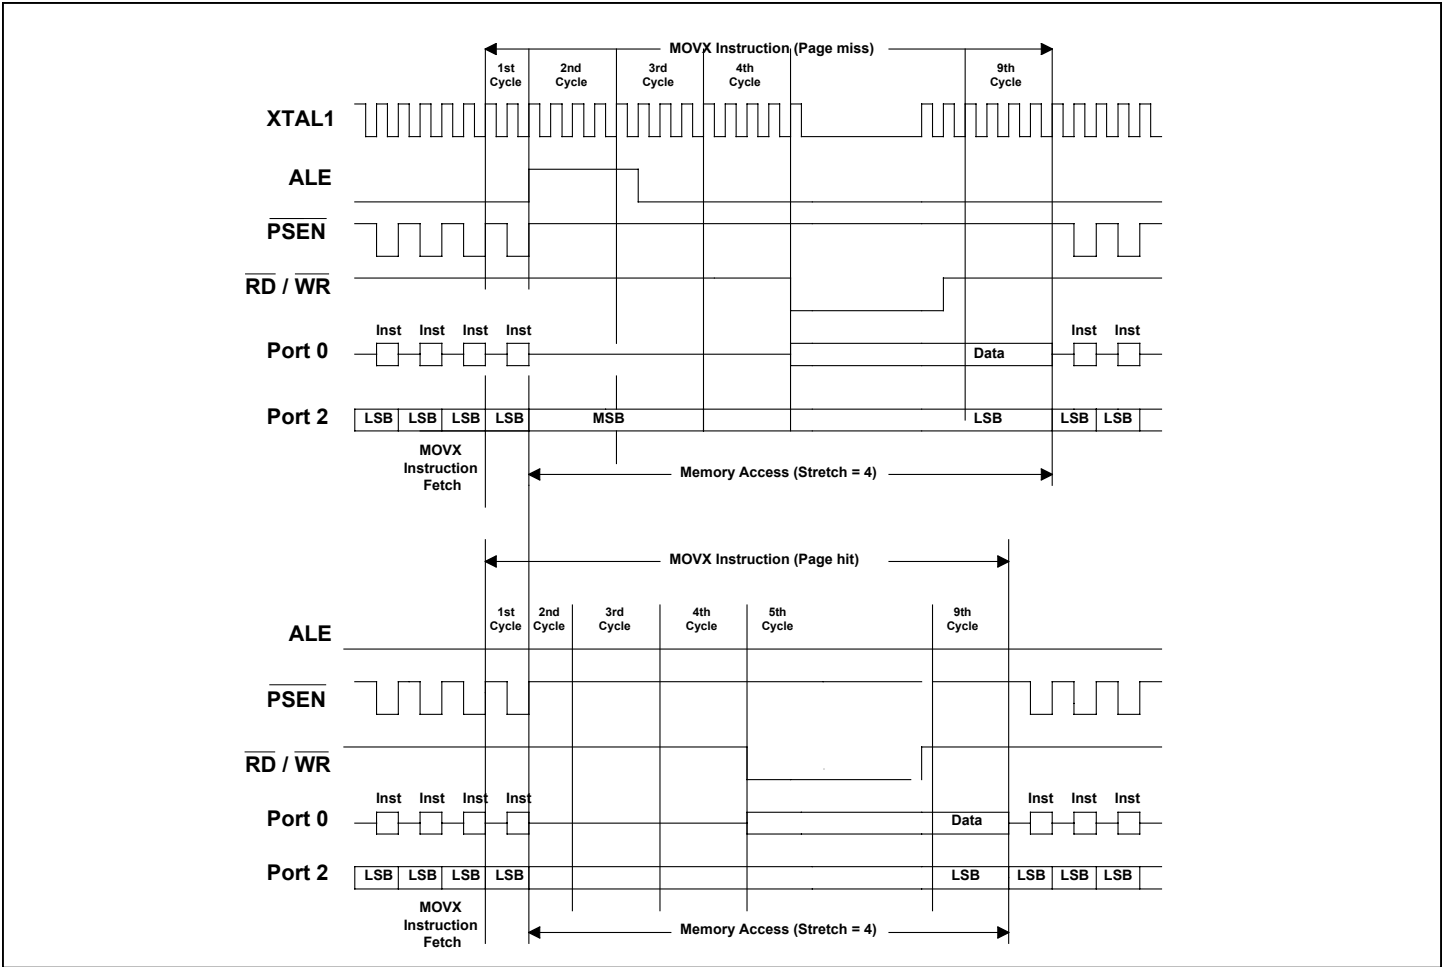 MOVX Instruction (Page miss)
1st Cycle
2nd Cycle
3rd Cycle
4th Cycle
9th Cycle
XTAL1
ALE
PSEN
RD / WR
Inst Inst Inst Inst Inst Inst
Port 0
Data
Port 2
LSB LSB LSB LSB MSB LSB LSB LSB
MOVX
Instruction
Fetch
Memory Access (Stretch = 4)
MOVX Instruction (Page hit)
1st Cycle
2nd Cycle
3rd Cycle
4th Cycle
5th Cycle
9th Cycle
ALE
PSEN
RD / WR
Inst Inst Inst Inst Inst Inst Inst
Port 0
Data
Port 2
LSB LSB LSB LSB LSB LSB LSB LSB
MOVX
Instruction
Fetch
Memory Access (Stretch = 4)